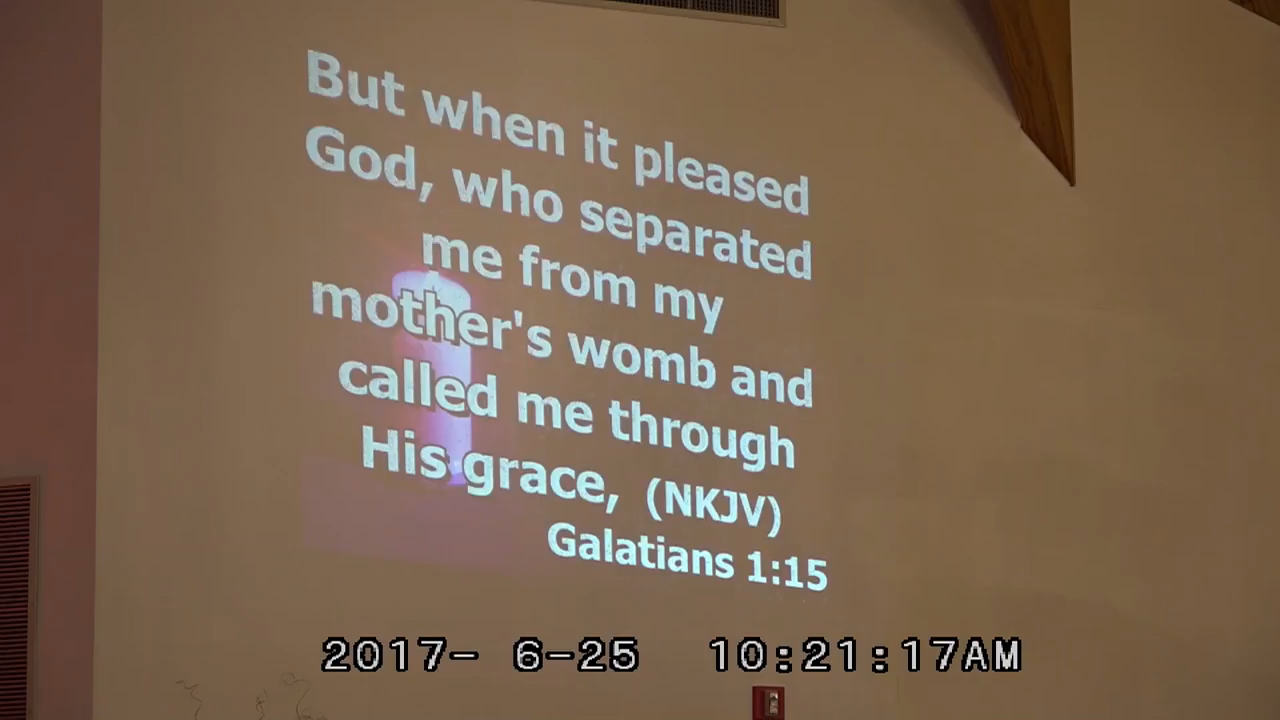 But when it pleased
God, who separated
me from my
mother's womb and
called me through
His grace, (NKJV)
Galatians 1:15
2017- 6-25 10:21:17AM